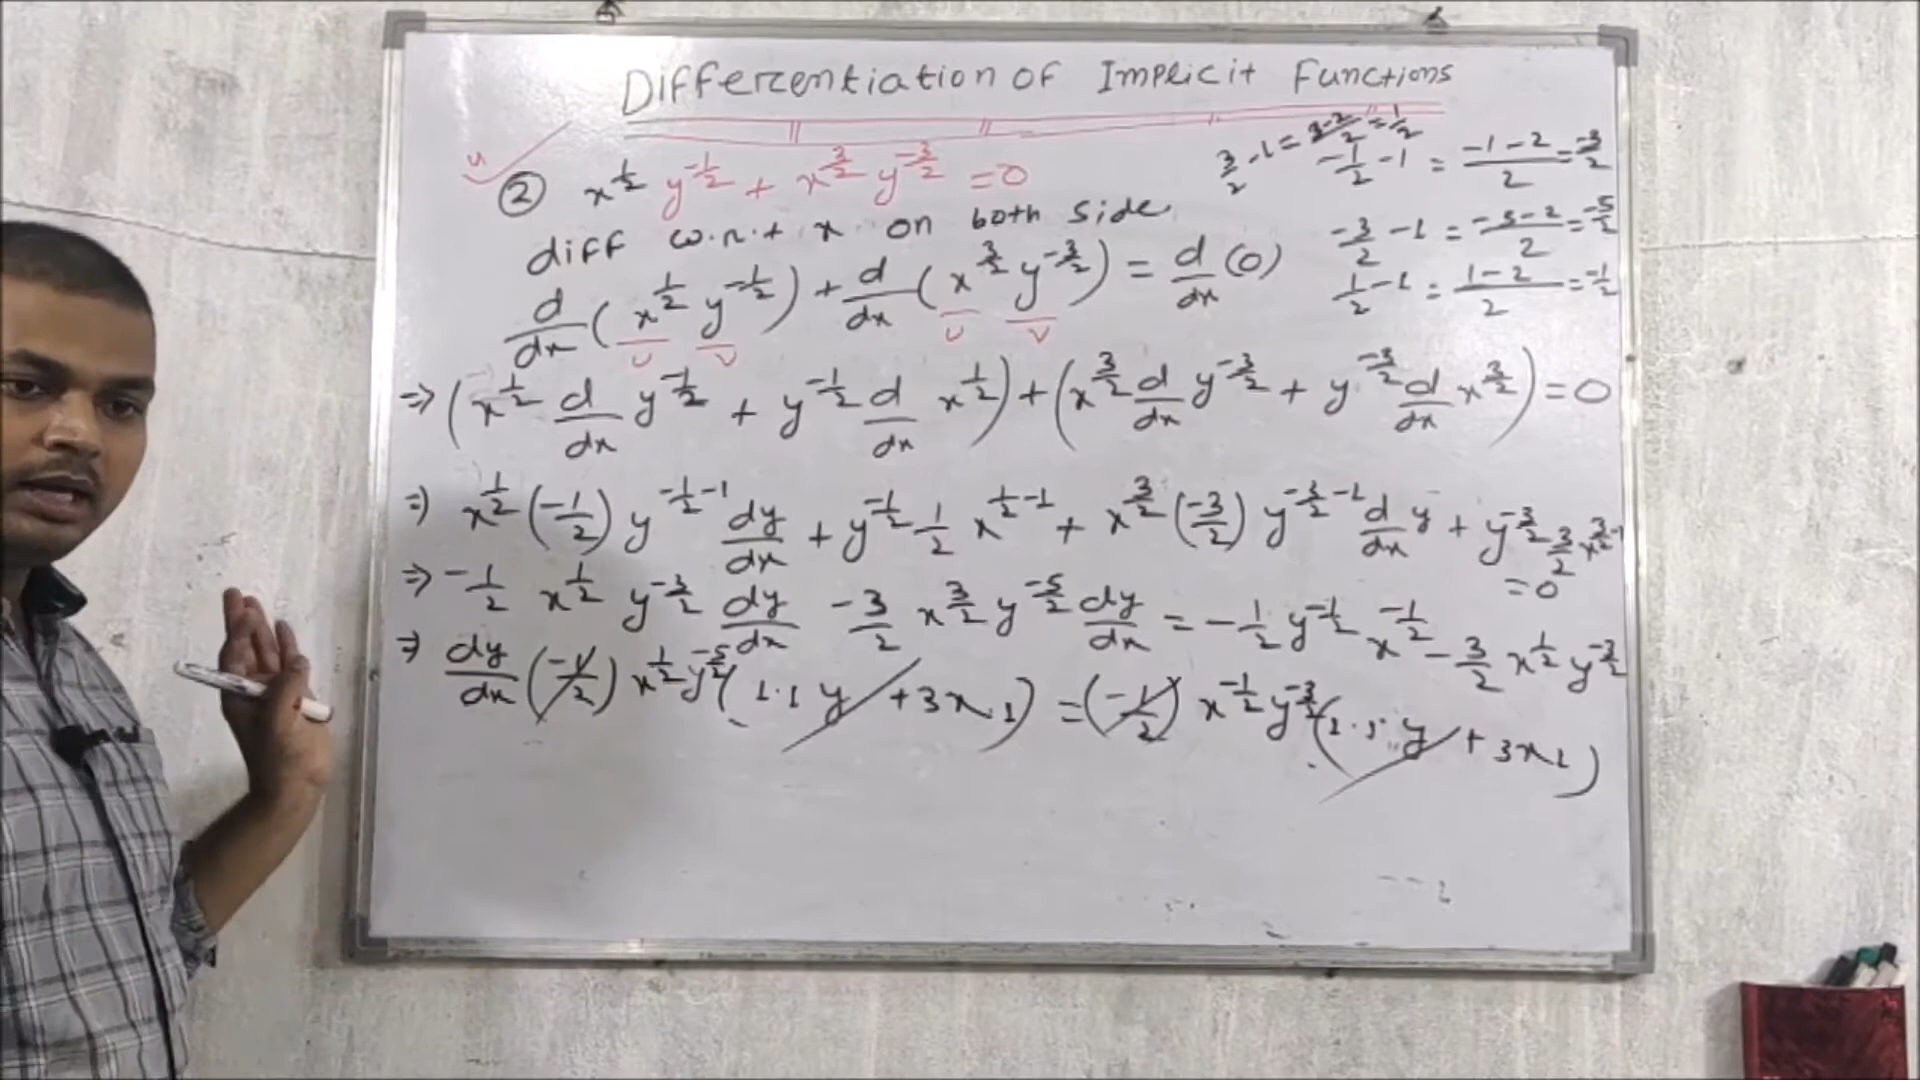 Differentiation of Implicit Functions
② x^{1/2} y^{-1/2} + x^{3/2} y^{-3/2} = 0
diff w.r.t x on both side
d/dx (x^{1/2} y^{-1/2}) + d/dx (x^{3/2} y^{-3/2}) = d/dx (0)
U V U V
⇒ (x^{1/2} d/dx y^{-1/2} + y^{-1/2} d/dx x^{1/2}) + (x^{3/2} d/dx y^{-3/2} + y^{-3/2} d/dx x^{3/2}) = 0
⇒ x^{1/2} (-1/2) y^{-1/2-1} dy/dx + y^{-1/2} 1/2 x^{1/2-1} + x^{3/2} (-3/2) y^{-3/2-1} d/dx y + y^{-3/2} 3/2 x^{3/2-1}
= 0
⇒ -1/2 x^{1/2} y^{-3/2} dy/dx - 3/2 x^{3/2} y^{-5/2} dy/dx = - 1/2 y^{-1/2} x^{-1/2} - 3/2 x^{1/2} y^{-3/2}
⇒ dy/dx (-1/2) x^{1/2} y^{-5/2} (1.1 y + 3x.1) = (-1/2) x^{-1/2} y^{-3/2} (1.1 y + 3x1)
3/2 - 1 = 3-2/2 = 1/2
-1/2 - 1 = -1-2/2 = -3/2
-3/2 - 1 = -3-2/2 = -5/2
1/2 - 1 = 1-2/2 = -1/2